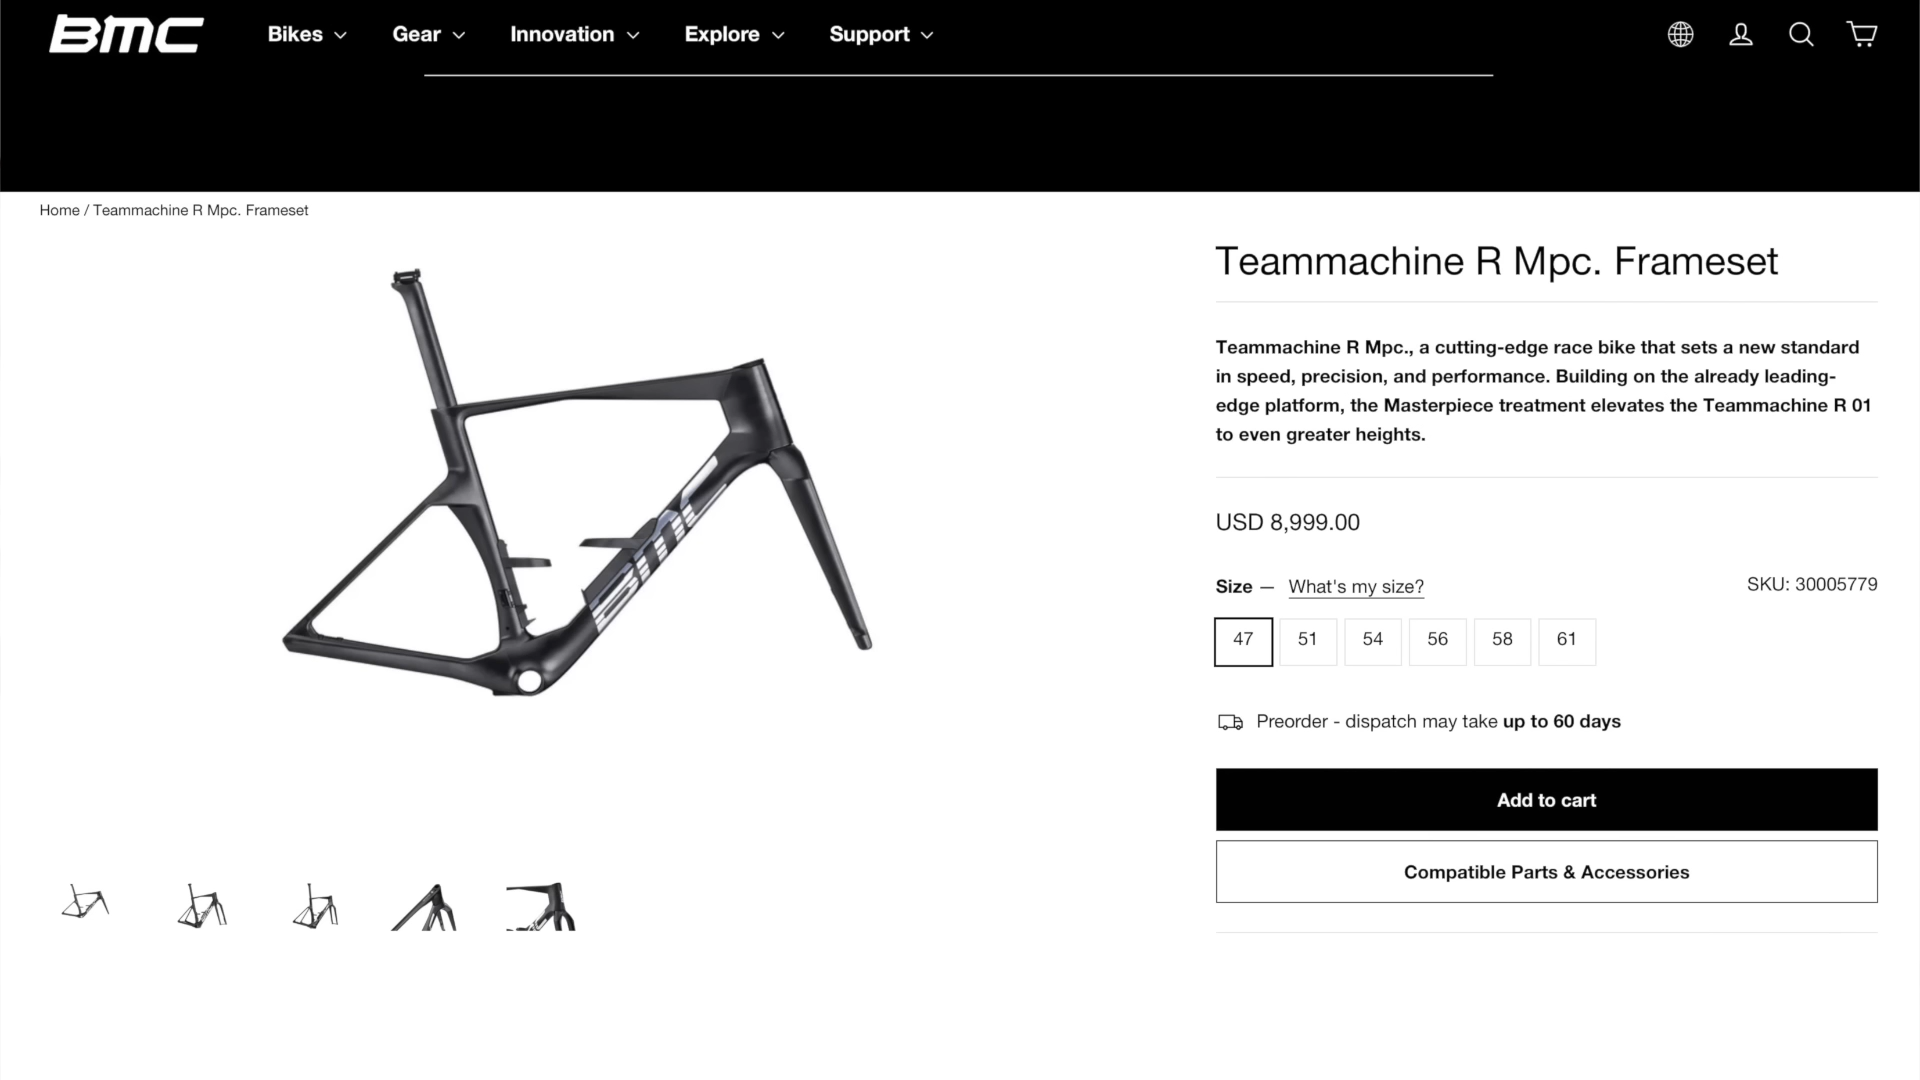 BMC
Bikes
Gear
Innovation
Explore
Support
Home / Teammachine R Mpc. Frameset
BMC
Teammachine R Mpc. Frameset
Teammachine R Mpc., a cutting-edge race bike that sets a new standard
in speed, precision, and performance. Building on the already leading-
edge platform, the Masterpiece treatment elevates the Teammachine R 01
to even greater heights.
USD 8,999.00
Size — What's my size?
SKU: 30005779
47 51 54 56 58 61
Preorder - dispatch may take up to 60 days
Add to cart
Compatible Parts & Accessories